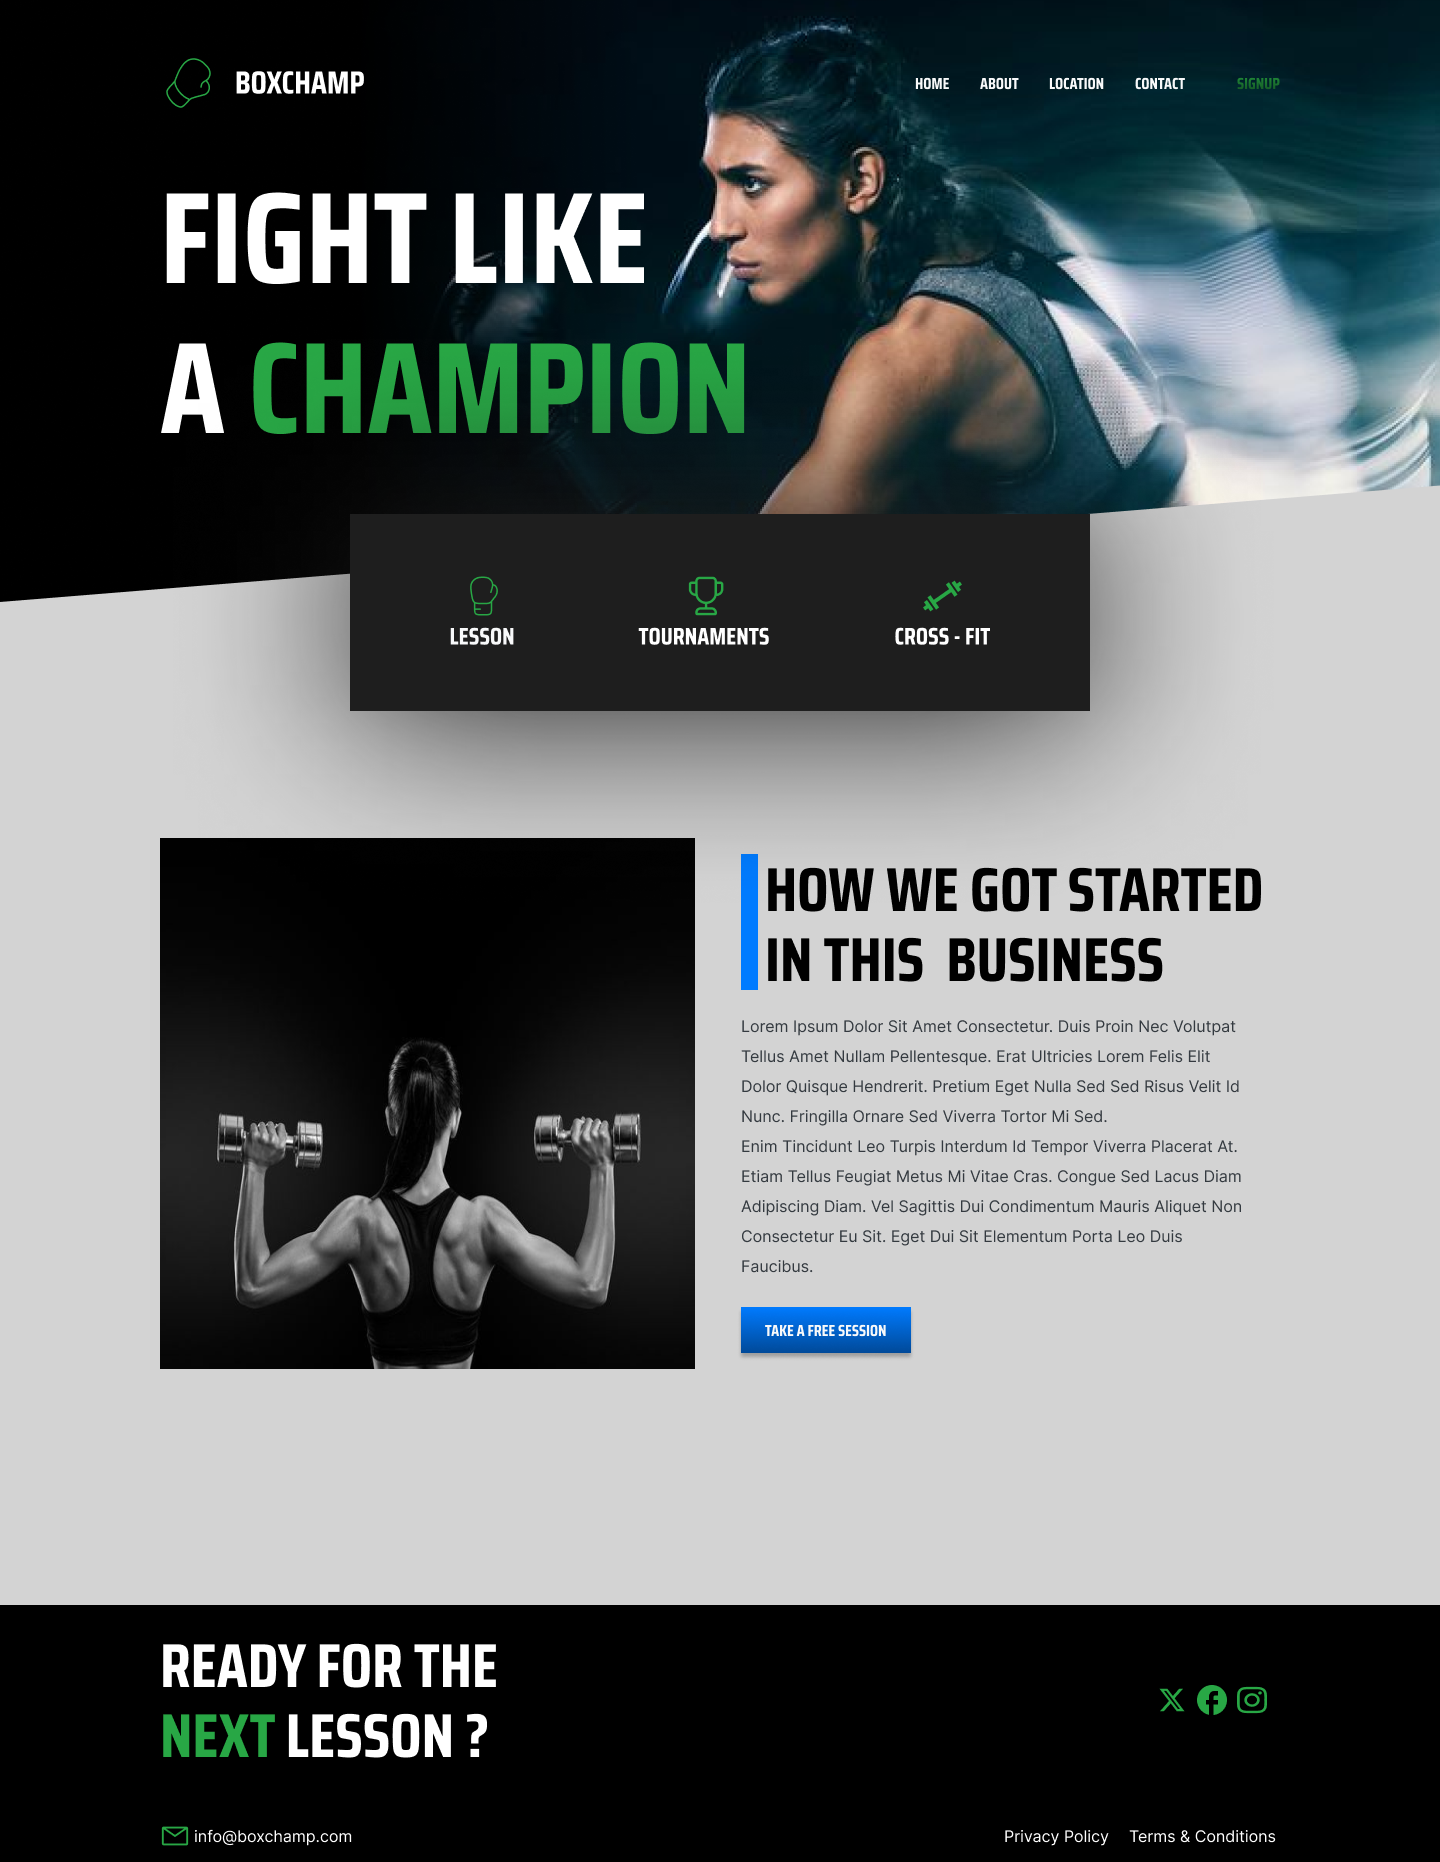 BOXCHAMP
HOME ABOUT LOCATION CONTACT SIGNUP
FIGHT LIKE
A CHAMPION
LESSON TOURNAMENTS CROSS - FIT
HOW WE GOT STARTED
IN THIS BUSINESS
Lorem Ipsum Dolor Sit Amet Consectetur. Duis Proin Nec Volutpat
Tellus Amet Nullam Pellentesque. Erat Ultricies Lorem Felis Elit
Dolor Quisque Hendrerit. Pretium Eget Nulla Sed Sed Risus Velit Id
Nunc. Fringilla Ornare Sed Viverra Tortor Mi Sed.
Enim Tincidunt Leo Turpis Interdum Id Tempor Viverra Placerat At.
Etiam Tellus Feugiat Metus Mi Vitae Cras. Congue Sed Lacus Diam
Adipiscing Diam. Vel Sagittis Dui Condimentum Mauris Aliquet Non
Consectetur Eu Sit. Eget Dui Sit Elementum Porta Leo Duis
Faucibus.
TAKE A FREE SESSION
READY FOR THE
NEXT LESSON ?
info@boxchamp.com
Privacy Policy Terms & Conditions